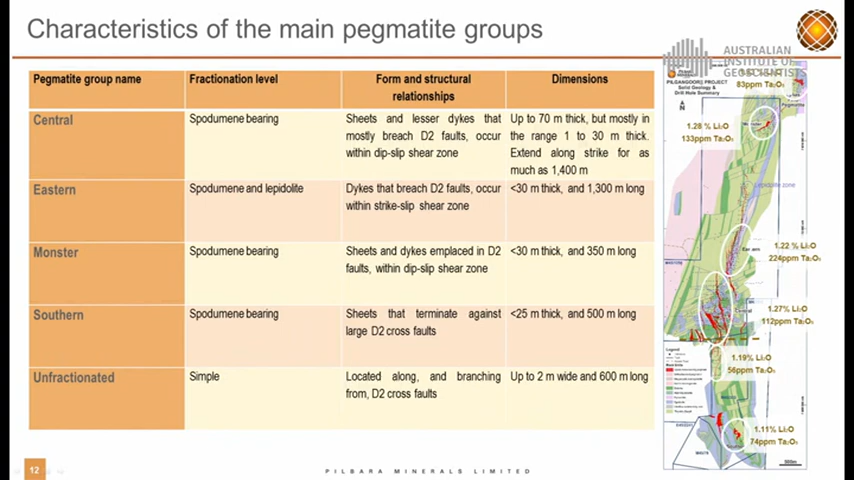 Characteristics of the main pegmatite groups
AUSTRALIAN
INSTITUTE OF
GEOSCIENTISTS
Pegmatite group name
Fractionation level
Form and structural
relationships
Dimensions
Central
Spodumene bearing
Sheets and lesser dykes that
mostly breach D2 faults, occur
within dip-slip shear zone
Up to 70 m thick, but mostly in
the range 1 to 30 m thick.
Extend along strike for as
much as 1,400 m
Eastern
Spodumene and lepidolite
Dykes that breach D2 faults, occur
within strike-slip shear zone
<30 m thick, and 1,300 m long
Monster
Spodumene bearing
Sheets and dykes emplaced in D2
faults, within dip-slip shear zone
<30 m thick, and 350 m long
Southern
Spodumene bearing
Sheets that terminate against
large D2 cross faults
<25 m thick, and 500 m long
Unfractionated
Simple
Located along, and branching
from, D2 cross faults
Up to 2 m wide and 600 m long
PILGANGOORA PROJECT
Solid Geology &
Drill Hole Summary
N
83ppm Ta₂O₅
Pegmatite
1.28 % Li₂O
133ppm Ta₂O₅
Lepidolite zone
1.22 % Li₂O
224ppm Ta₂O₅
Central
1.27% Li₂O
112ppm Ta₂O₅
1.19% Li₂O
56ppm Ta₂O₅
Legend
1.11% Li₂O
74ppm Ta₂O₅
12
PILBARA MINERALS LIMITED